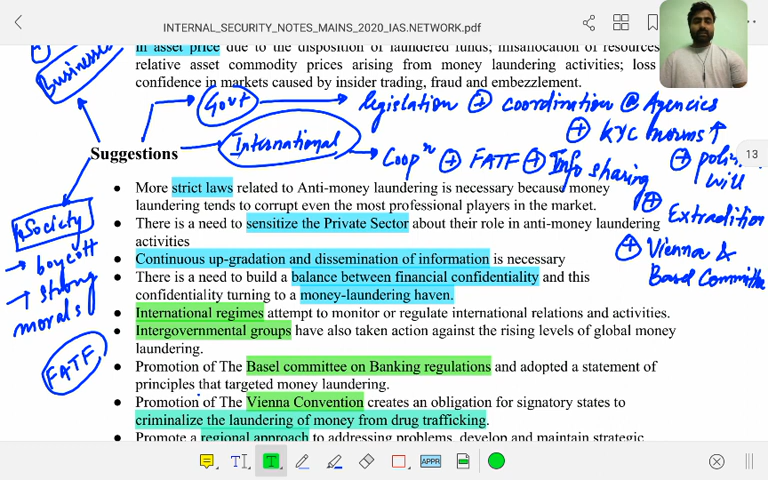 INTERNAL_SECURITY_NOTES_MAINS_2020_IAS.NETWORK.pdf
in asset price due to the disposition of laundered funds; misallocation of resources
relative asset commodity prices arising from money laundering activities; loss
confidence in markets caused by insider trading, fraud and embezzlement.
Govt
legislation + coordination @ Agencies
+ KYC norms ↑
International
Coopⁿ + FATF + Info sharing
+ will
+ Extradition
+ Vienna &
13
Suggestions
• More strict laws related to Anti-money laundering is necessary because money
laundering tends to corrupt even the most professional players in the market.
• There is a need to sensitize the Private Sector about their role in anti-money laundering
activities
• Continuous up-gradation and dissemination of information is necessary
• There is a need to build a balance between financial confidentiality and this
confidentiality turning to a money-laundering haven.
• International regimes attempt to monitor or regulate international relations and activities.
• Intergovernmental groups have also taken action against the rising levels of global money
laundering.
• Promotion of The Basel committee on Banking regulations and adopted a statement of
principles that targeted money laundering.
• Promotion of The Vienna Convention creates an obligation for signatory states to
criminalize the laundering of money from drug trafficking.
• Promote a regional approach to addressing problems, develop and maintain strategic
Society
→ boycott
→ strong
morals
FATF
T
T
APPR